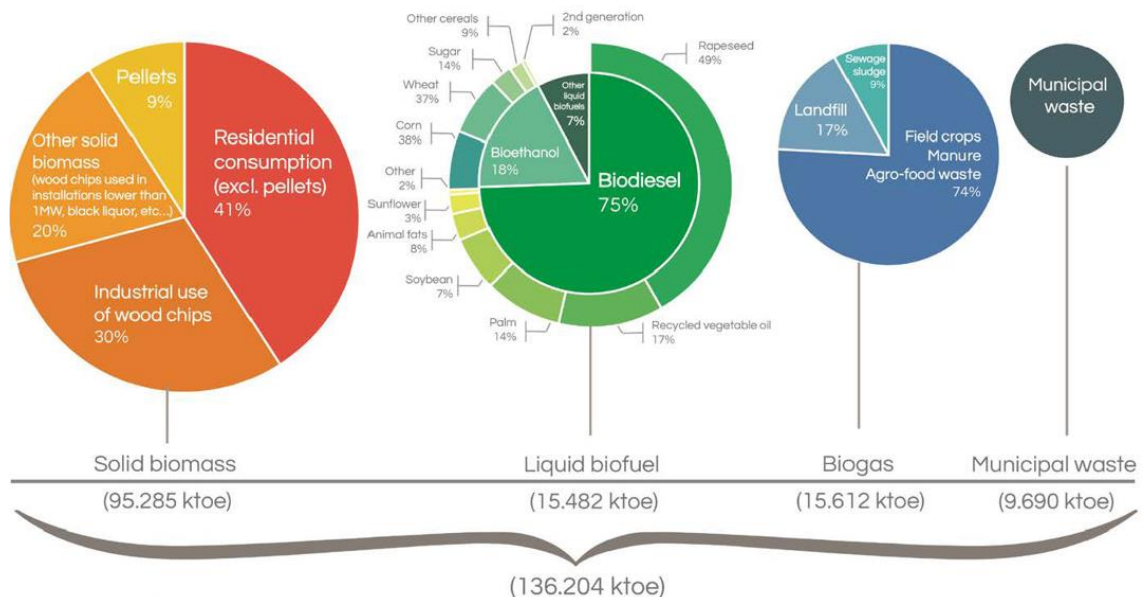 Pellets
9%
Other solid
biomass
(wood chips used in
installations lower than
1MW, black liquor, etc...)
20%
Residential
consumption
(excl. pellets)
41%
Industrial use
of wood chips
30%
Other cereals
9%
2nd generation
2%
Sugar
14%
Wheat
37%
Corn
38%
Other
2%
Sunflower
3%
Animal fats
8%
Soybean
7%
Palm
14%
Recycled vegetable oil
17%
Rapeseed
49%
Other
liquid
biofuels
7%
Bioethanol
18%
Biodiesel
75%
Sewage
sludge
9%
Landfill
17%
Field crops
Manure
Agro-food waste
74%
Municipal
waste
Solid biomass
(95.285 ktoe)
Liquid biofuel
(15.482 ktoe)
Biogas
(15.612 ktoe)
Municipal waste
(9.690 ktoe)
(136.204 ktoe)